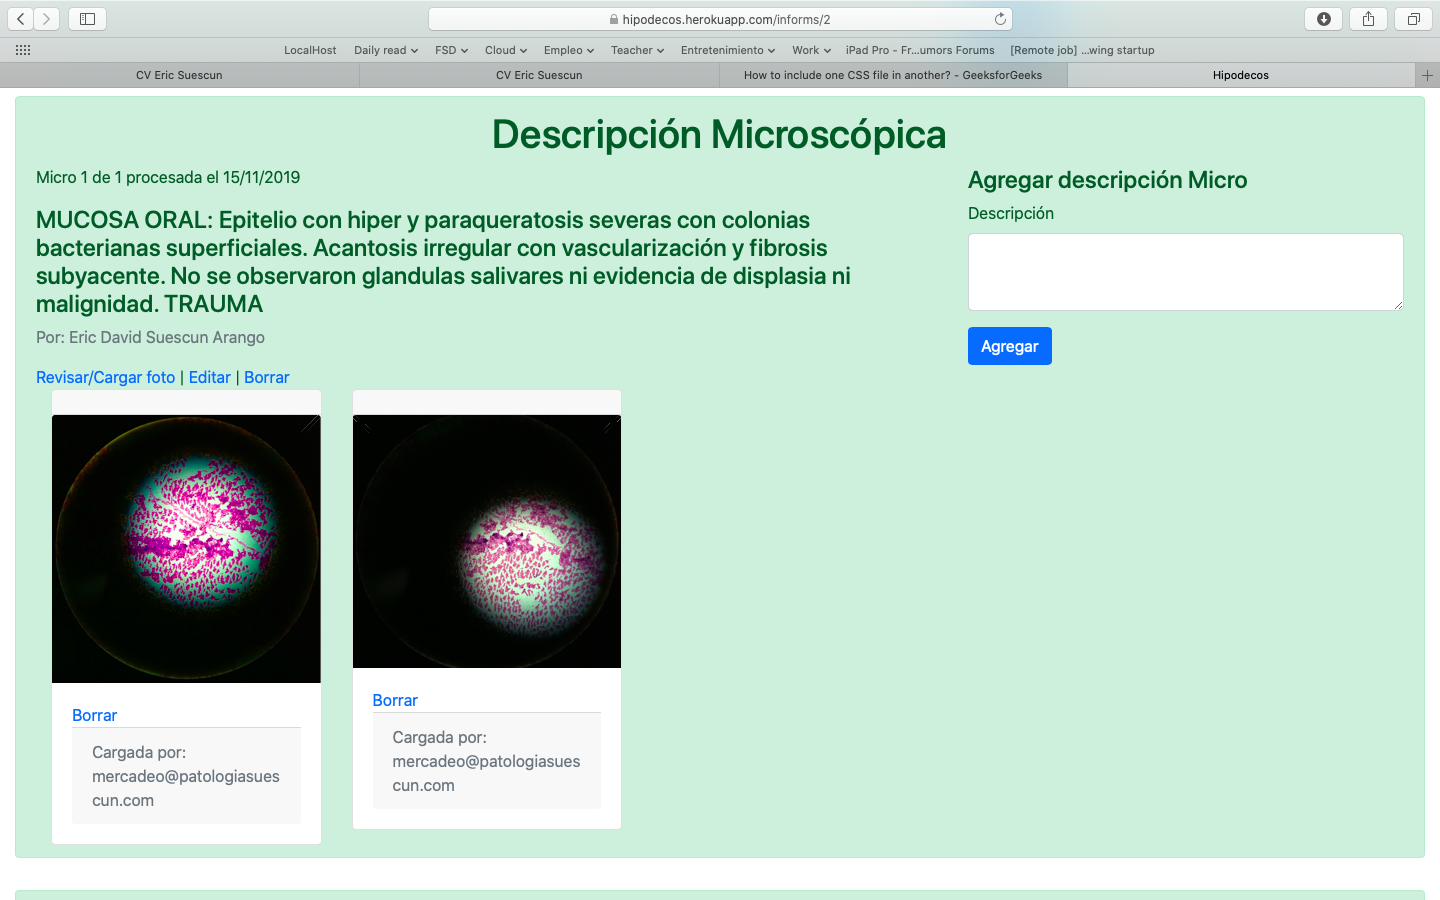 hipodecos.herokuapp.com/informs/2
LocalHost Daily read FSD Cloud Empleo Teacher Entretenimiento Work iPad Pro - Fr...umors Forums [Remote job] ...wing startup
CV Eric Suescun CV Eric Suescun How to include one CSS file in another? - GeeksforGeeks Hipodecos
Descripción Microscópica
Micro 1 de 1 procesada el 15/11/2019
MUCOSA ORAL: Epitelio con hiper y paraqueratosis severas con colonias
bacterianas superficiales. Acantosis irregular con vascularización y fibrosis
subyacente. No se observaron glandulas salivares ni evidencia de displasia ni
malignidad. TRAUMA
Por: Eric David Suescun Arango
Revisar/Cargar foto | Editar | Borrar
Borrar
Cargada por:
mercadeo@patologiasues
cun.com
Borrar
Cargada por:
mercadeo@patologiasues
cun.com
Agregar descripción Micro
Descripción
Agregar